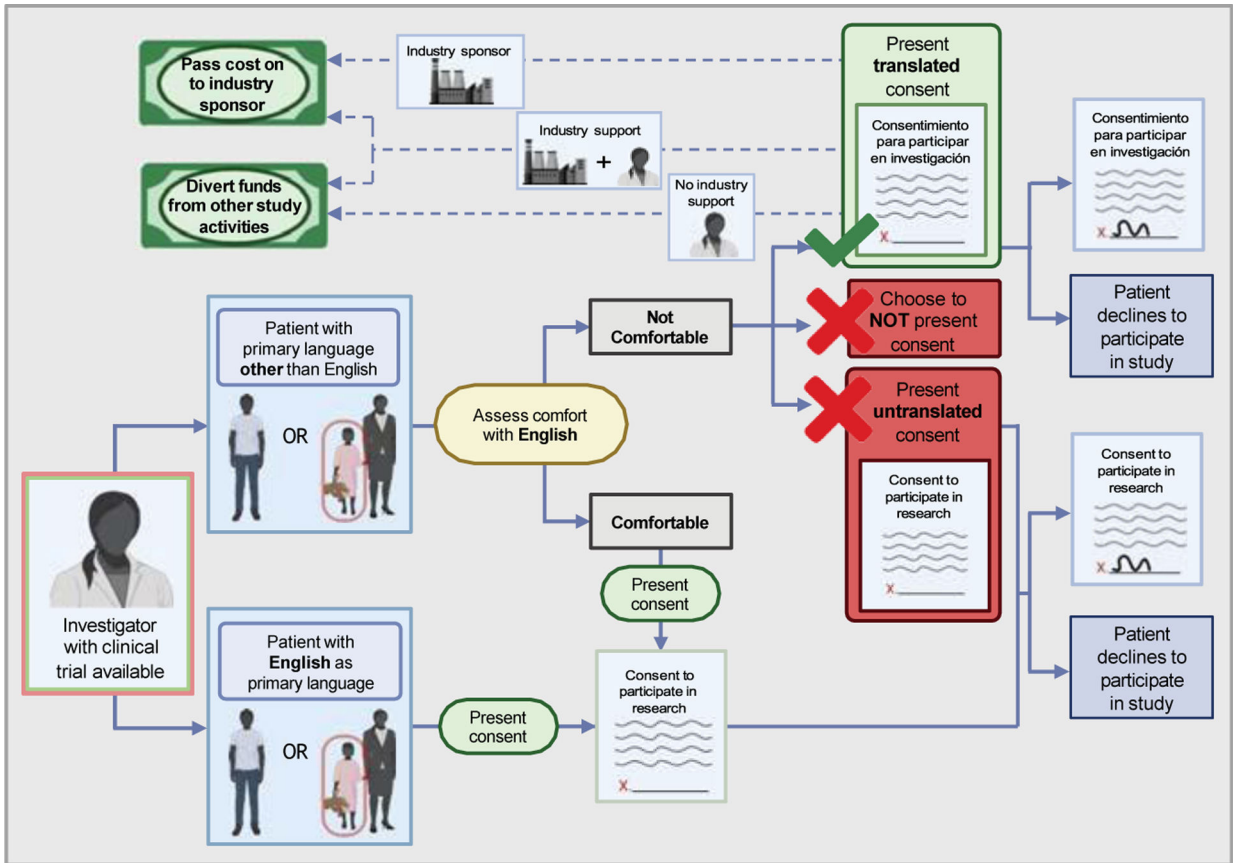 Pass cost on
to industry
sponsor
Divert funds
from other study
activities
Industry sponsor
Industry support
+
No industry
support
Present
translated
consent
Consentimiento
para participar
en investigación
X.
Consentimiento
para participar
en investigación
X.
Patient
declines to
participate
in study
Choose to
NOT present
consent
Present
untranslated
consent
Consent to
participate in
research
X.
Not
Comfortable
Patient with
primary language
other than English
OR
Assess comfort
with English
Comfortable
Present
consent
Investigator
with clinical
trial available
Patient with
English as
primary language
OR
Present
consent
Consent to
participate in
research
X.
Consent to
participate in
research
X.
Patient
declines to
participate
in study